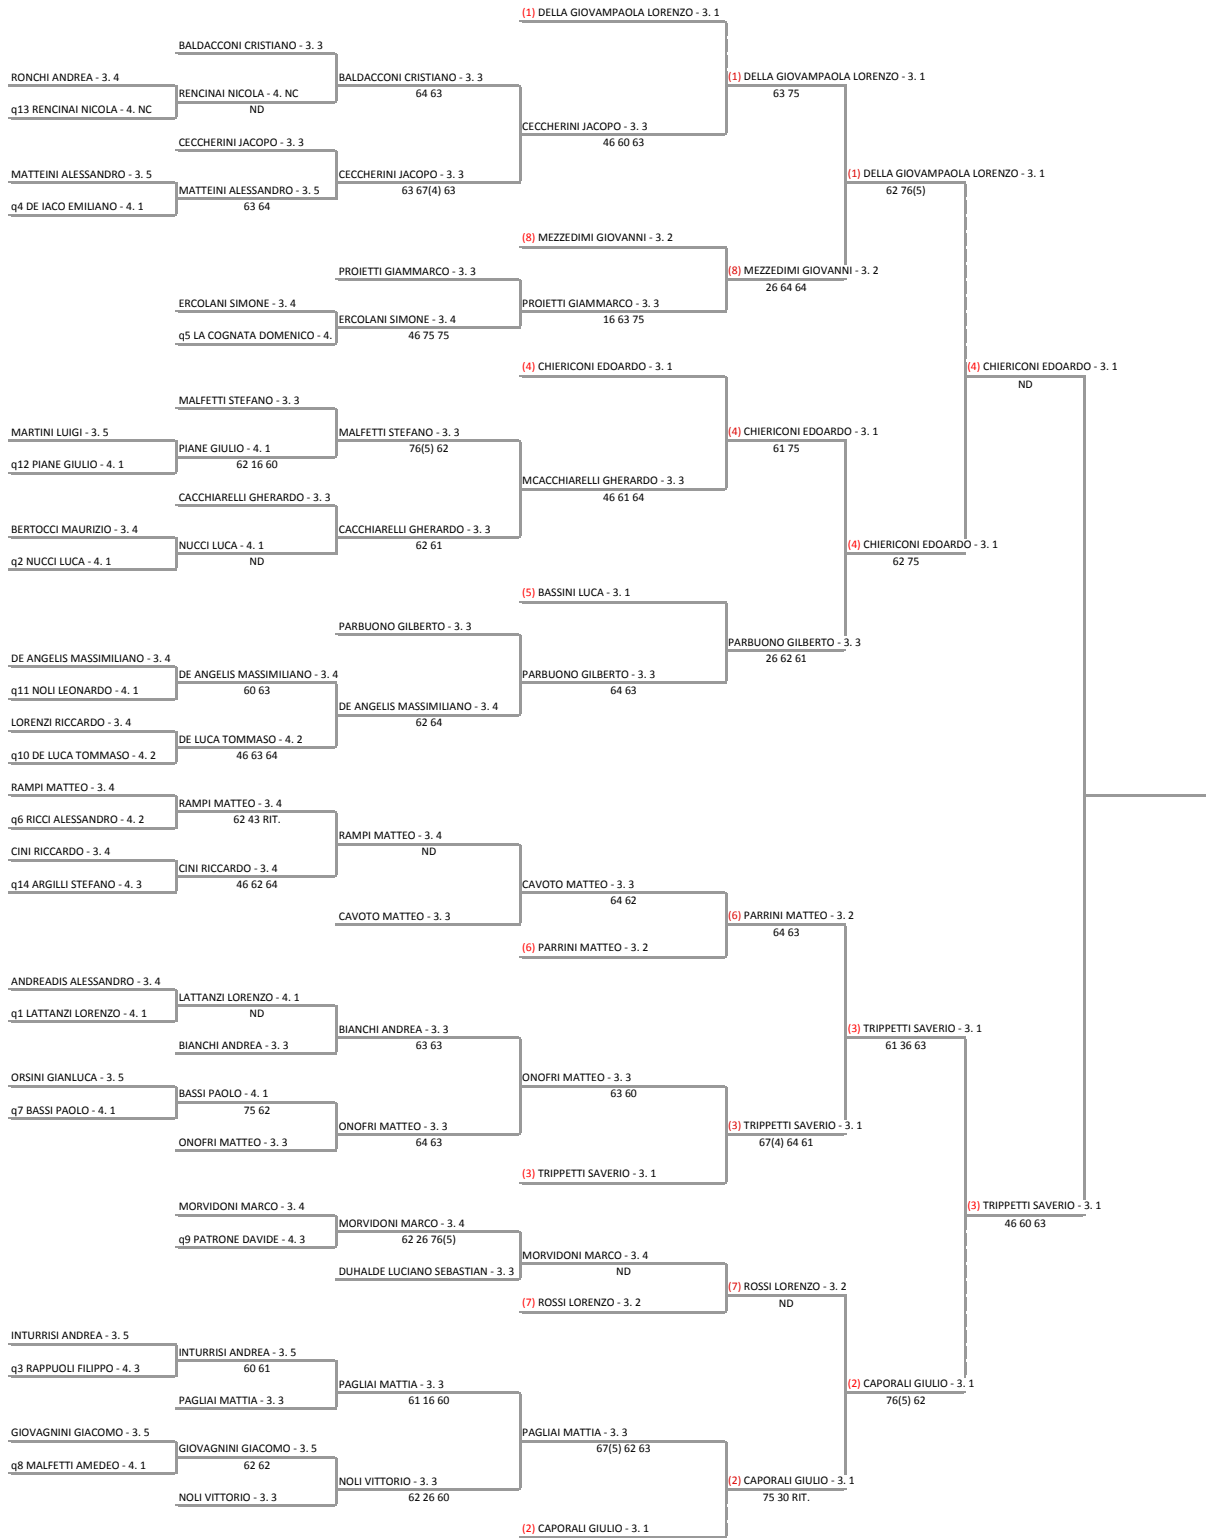 (1) DELLA GIOVAMPAOLA LORENZO - 3. 1
BALDACCONI CRISTIANO - 3. 3
RONCHI ANDREA - 3. 4
BALDACCONI CRISTIANO - 3. 3
(1) DELLA GIOVAMPAOLA LORENZO - 3. 1
RENCINAI NICOLA - 4. NC
64 63
63 75
q13 RENCINAI NICOLA - 4. NC
ND
CECCHERINI JACOPO - 3. 3
CECCHERINI JACOPO - 3. 3
46 60 63
MATTEINI ALESSANDRO - 3. 5
CECCHERINI JACOPO - 3. 3
(1) DELLA GIOVAMPAOLA LORENZO - 3. 1
MATTEINI ALESSANDRO - 3. 5
63 67(4) 63
62 76(5)
q4 DE IACO EMILIANO - 4. 1
63 64
(8) MEZZEDIMI GIOVANNI - 3. 2
PROIETTI GIAMMARCO - 3. 3
(8) MEZZEDIMI GIOVANNI - 3. 2
26 64 64
ERCOLANI SIMONE - 3. 4
PROIETTI GIAMMARCO - 3. 3
ERCOLANI SIMONE - 3. 4
16 63 75
q5 LA COGNATA DOMENICO - 4.
46 75 75
(4) CHIERICONI EDOARDO - 3. 1
(4) CHIERICONI EDOARDO - 3. 1
ND
MALFETTI STEFANO - 3. 3
MARTINI LUIGI - 3. 5
MALFETTI STEFANO - 3. 3
(4) CHIERICONI EDOARDO - 3. 1
PIANE GIULIO - 4. 1
76(5) 62
61 75
q12 PIANE GIULIO - 4. 1
62 16 60
MCACCHIARELLI GHERARDO - 3. 3
CACCHIARELLI GHERARDO - 3. 3
46 61 64
BERTOCCI MAURIZIO - 3. 4
CACCHIARELLI GHERARDO - 3. 3
NUCCI LUCA - 4. 1
62 61
(4) CHIERICONI EDOARDO - 3. 1
q2 NUCCI LUCA - 4. 1
ND
62 75
(5) BASSINI LUCA - 3. 1
PARBUONO GILBERTO - 3. 3
PARBUONO GILBERTO - 3. 3
26 62 61
DE ANGELIS MASSIMILIANO - 3. 4
DE ANGELIS MASSIMILIANO - 3. 4
PARBUONO GILBERTO - 3. 3
q11 NOLI LEONARDO - 4. 1
60 63
64 63
DE ANGELIS MASSIMILIANO - 3. 4
LORENZI RICCARDO - 3. 4
62 64
DE LUCA TOMMASO - 4. 2
q10 DE LUCA TOMMASO - 4. 2
46 63 64
RAMPI MATTEO - 3. 4
RAMPI MATTEO - 3. 4
q6 RICCI ALESSANDRO - 4. 2
62 43 RIT.
RAMPI MATTEO - 3. 4
CINI RICCARDO - 3. 4
ND
CINI RICCARDO - 3. 4
q14 ARGILLI STEFANO - 4. 3
46 62 64
CAVOTO MATTEO - 3. 3
64 62
CAVOTO MATTEO - 3. 3
(6) PARRINI MATTEO - 3. 2
64 63
(6) PARRINI MATTEO - 3. 2
ANDREADIS ALESSANDRO - 3. 4
LATTANZI LORENZO - 4. 1
q1 LATTANZI LORENZO - 4. 1
ND
BIANCHI ANDREA - 3. 3
(3) TRIPPETTI SAVERIO - 3. 1
BIANCHI ANDREA - 3. 3
63 63
61 36 63
ORSINI GIANLUCA - 3. 5
ONOFRI MATTEO - 3. 3
BASSI PAOLO - 4. 1
63 60
q7 BASSI PAOLO - 4. 1
75 62
ONOFRI MATTEO - 3. 3
(3) TRIPPETTI SAVERIO - 3. 1
ONOFRI MATTEO - 3. 3
64 63
67(4) 64 61
(3) TRIPPETTI SAVERIO - 3. 1
MORVIDONI MARCO - 3. 4
(3) TRIPPETTI SAVERIO - 3. 1
MORVIDONI MARCO - 3. 4
46 60 63
q9 PATRONE DAVIDE - 4. 3
62 26 76(5)
MORVIDONI MARCO - 3. 4
DUHALDE LUCIANO SEBASTIAN - 3. 3
ND
(7) ROSSI LORENZO - 3. 2
(7) ROSSI LORENZO - 3. 2
ND
INTURRISI ANDREA - 3. 5
INTURRISI ANDREA - 3. 5
q3 RAPPUOLI FILIPPO - 4. 3
60 61
PAGLIAI MATTIA - 3. 3
(2) CAPORALI GIULIO - 3. 1
PAGLIAI MATTIA - 3. 3
61 16 60
76(5) 62
GIOVAGNINI GIACOMO - 3. 5
PAGLIAI MATTIA - 3. 3
GIOVAGNINI GIACOMO - 3. 5
67(5) 62 63
q8 MALFETTI AMEDEO - 4. 1
62 62
NOLI VITTORIO - 3. 3
(2) CAPORALI GIULIO - 3. 1
NOLI VITTORIO - 3. 3
62 26 60
75 30 RIT.
(2) CAPORALI GIULIO - 3. 1